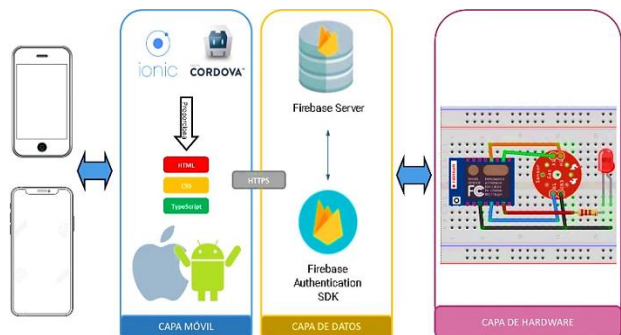 ionic
CORDOVA
HTML
CSS
TypeScript
CAPA MÓVIL
Firebase Server
HTTPS
Firebase
Authentication
SDK
CAPA DE DATOS
FC
CAPA DE HARDWARE